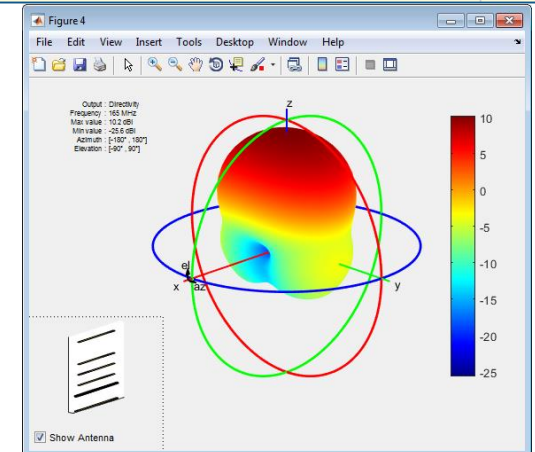 Figure 4
File Edit View Insert Tools Desktop Window Help
Output : Directivity
Frequency : 165 MHz
Max value : 10.2 dBi
Min value : -25.6 dBi
Azimuth : [-180° , 180°]
Elevation : [-90° , 90°]
z
el
x az
y
10
5
0
-5
-10
-15
-20
-25
Show Antenna